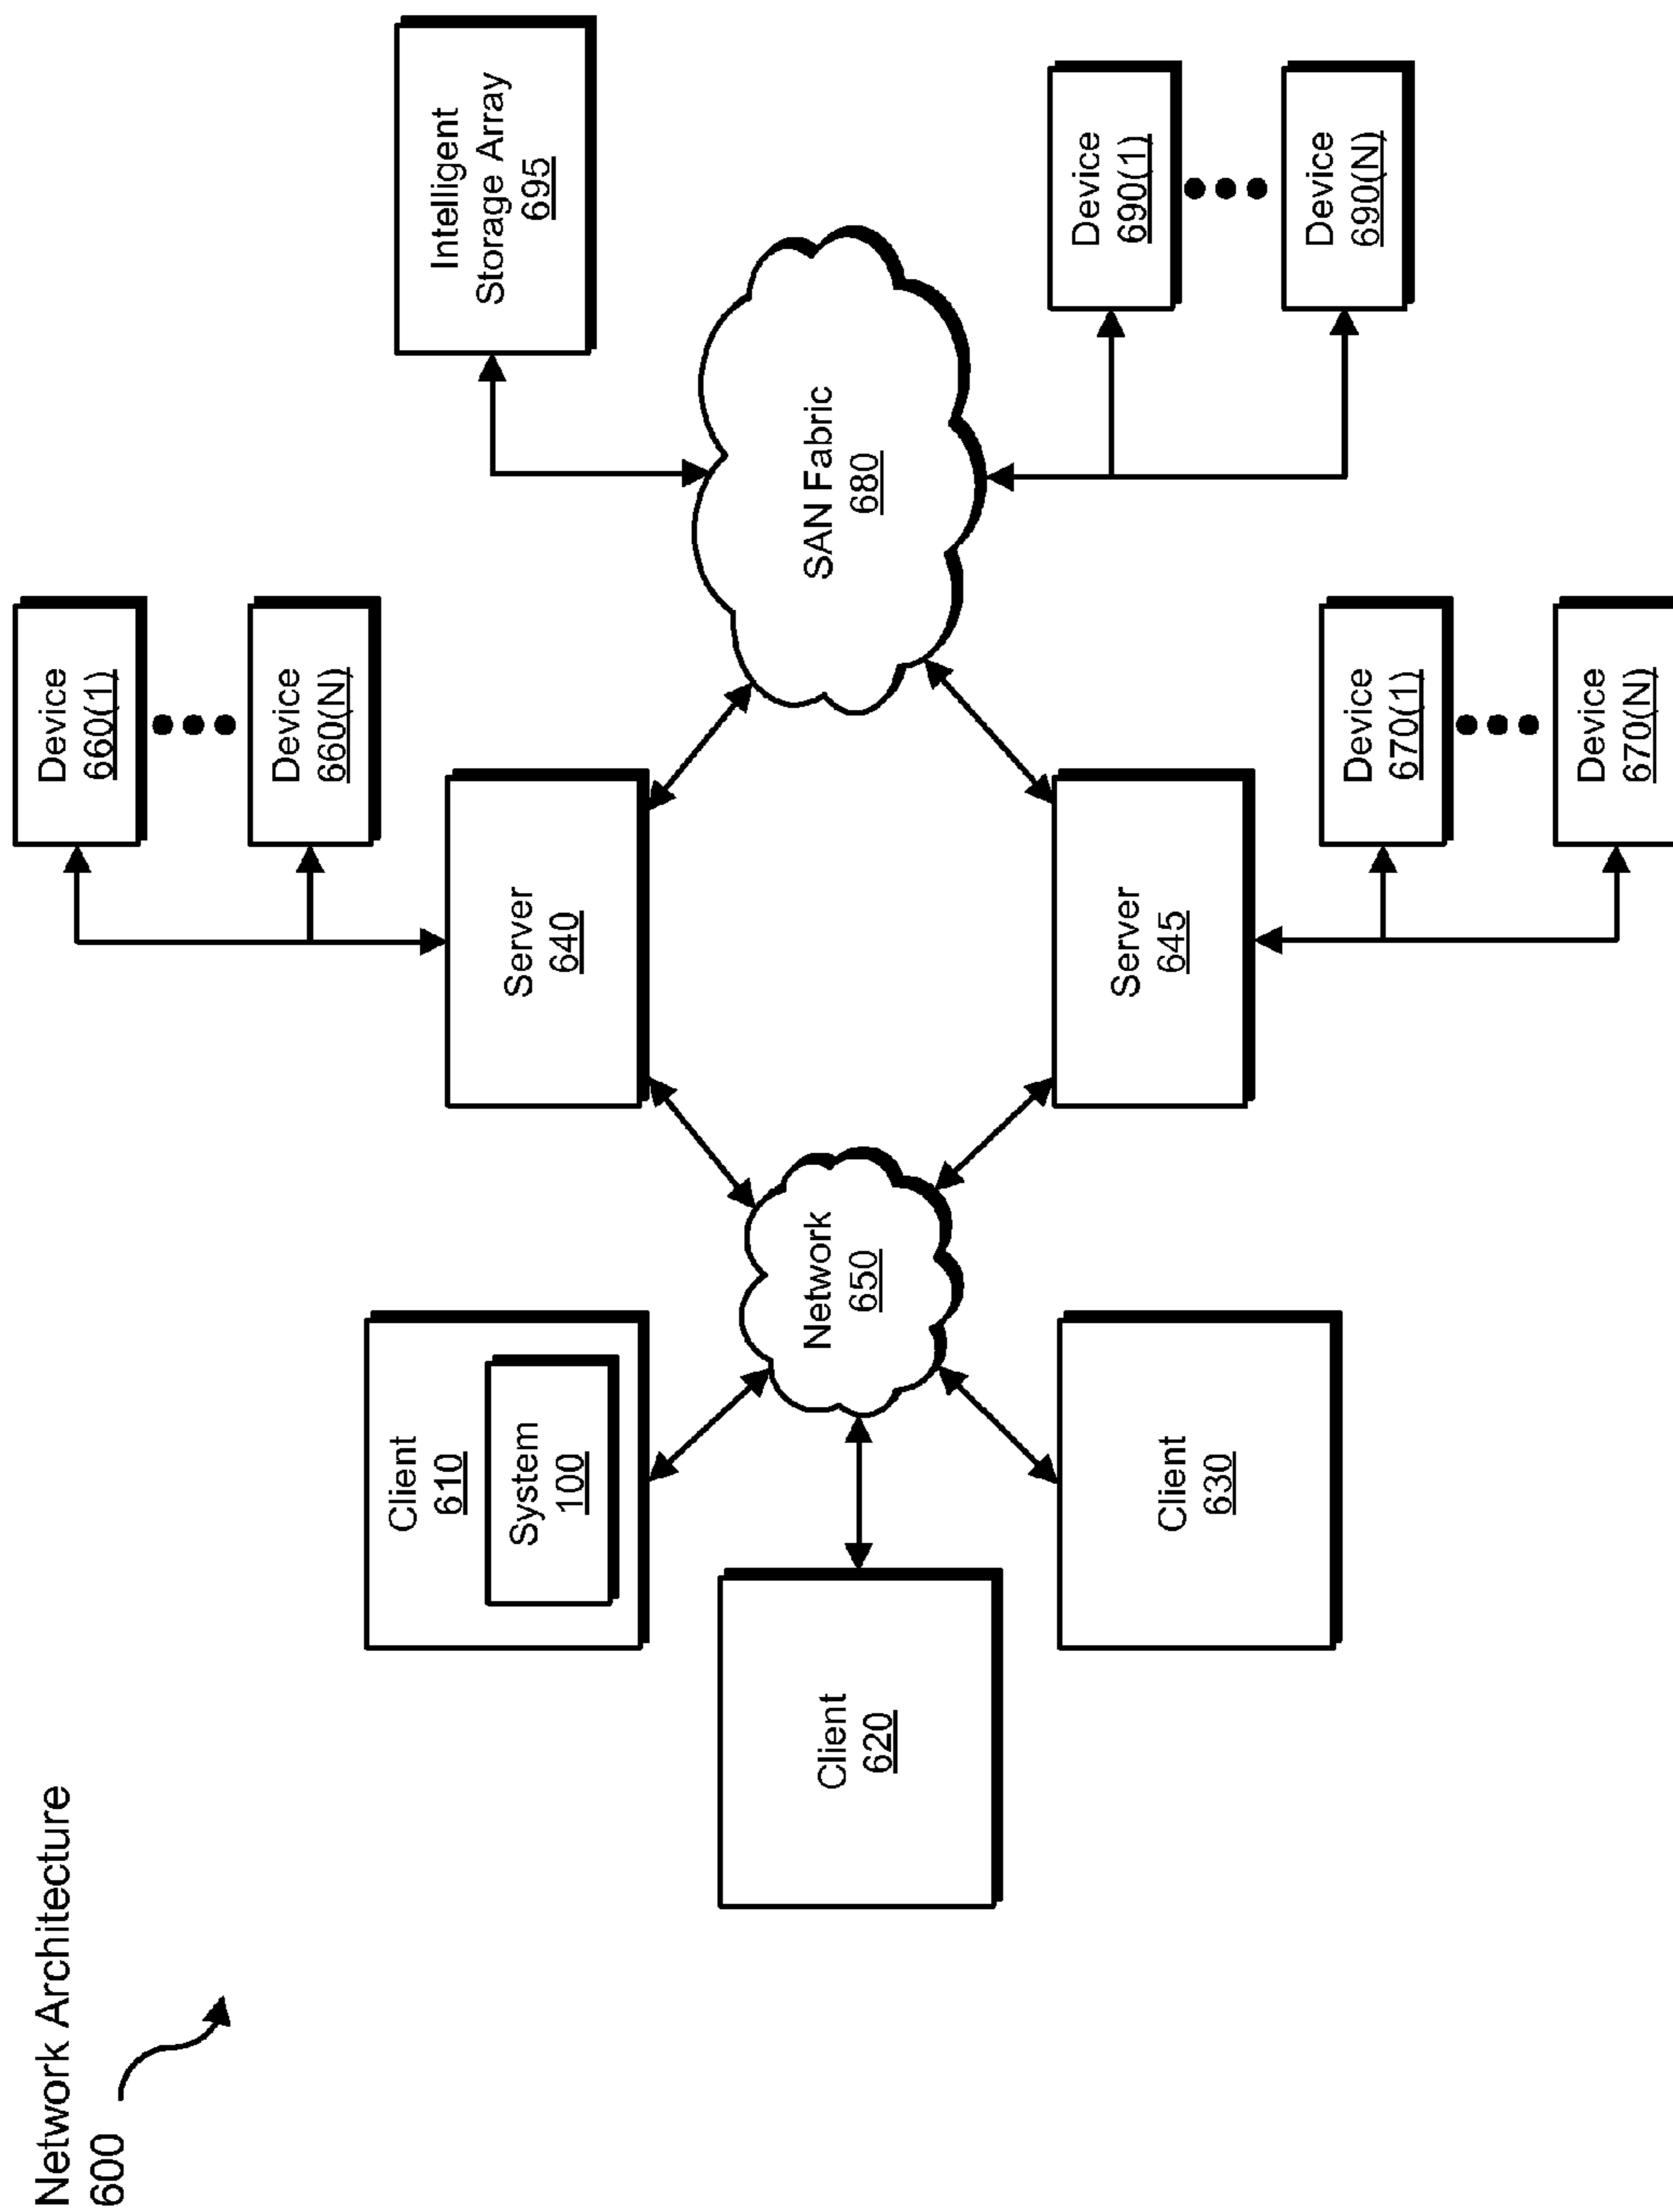 Network Architecture
600
Client
610
System
100
Client
620
Client
630
Network
650
Server
640
Server
645
Device
660(1)
Device
660(N)
Device
670(1)
Device
670(N)
SAN Fabric
680
Intelligent
Storage Array
695
Device
690(1)
Device
690(N)